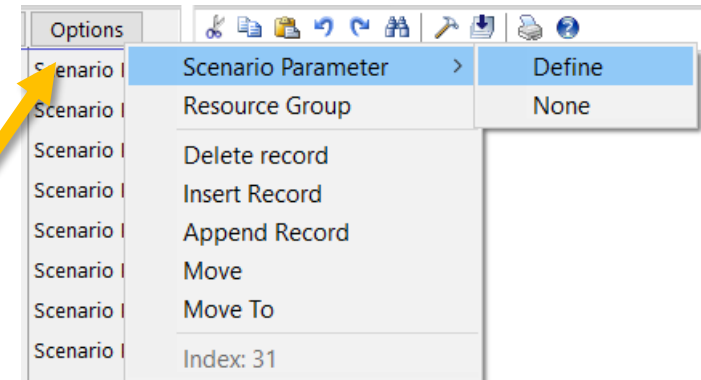 Options
Scenario Parameter > Define
Resource Group None
Delete record
Insert Record
Append Record
Move
Move To
Index: 31
Scenario
Scenario
Scenario
Scenario
Scenario
Scenario
Scenario
Scenario